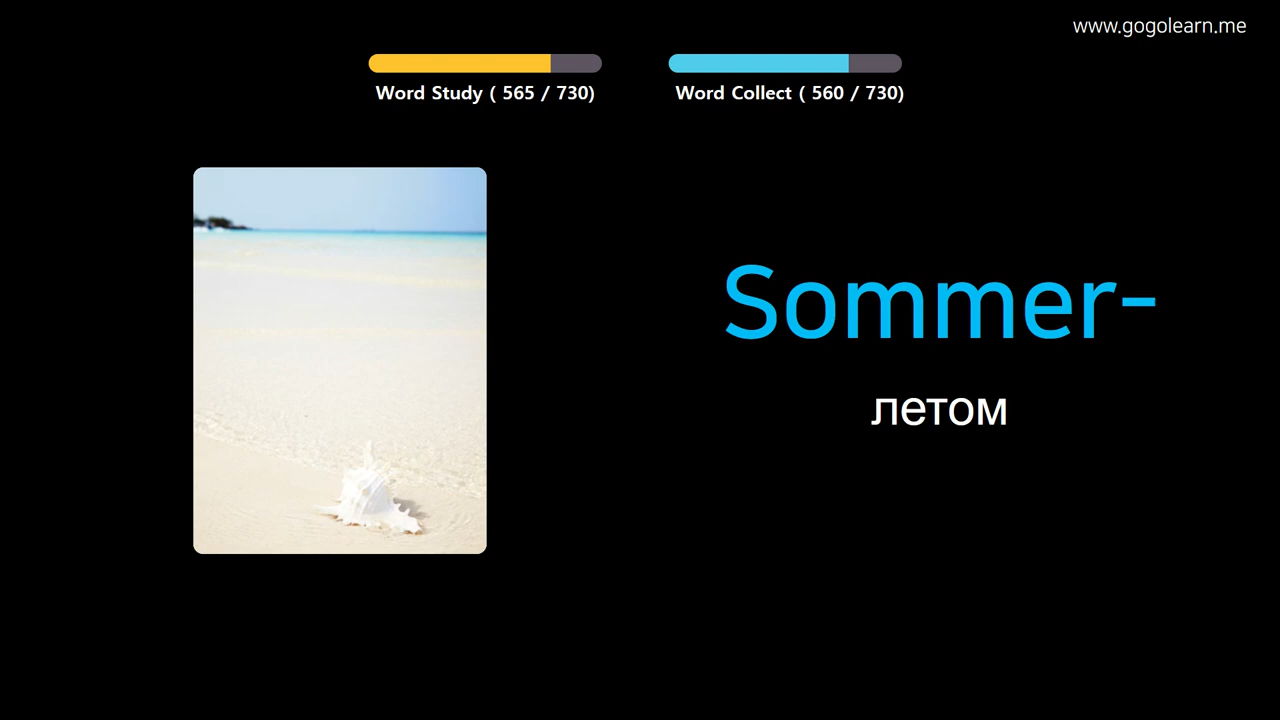 www.gogolearn.me
Word Study ( 565 / 730)
Word Collect ( 560 / 730)
Sommer-
летом